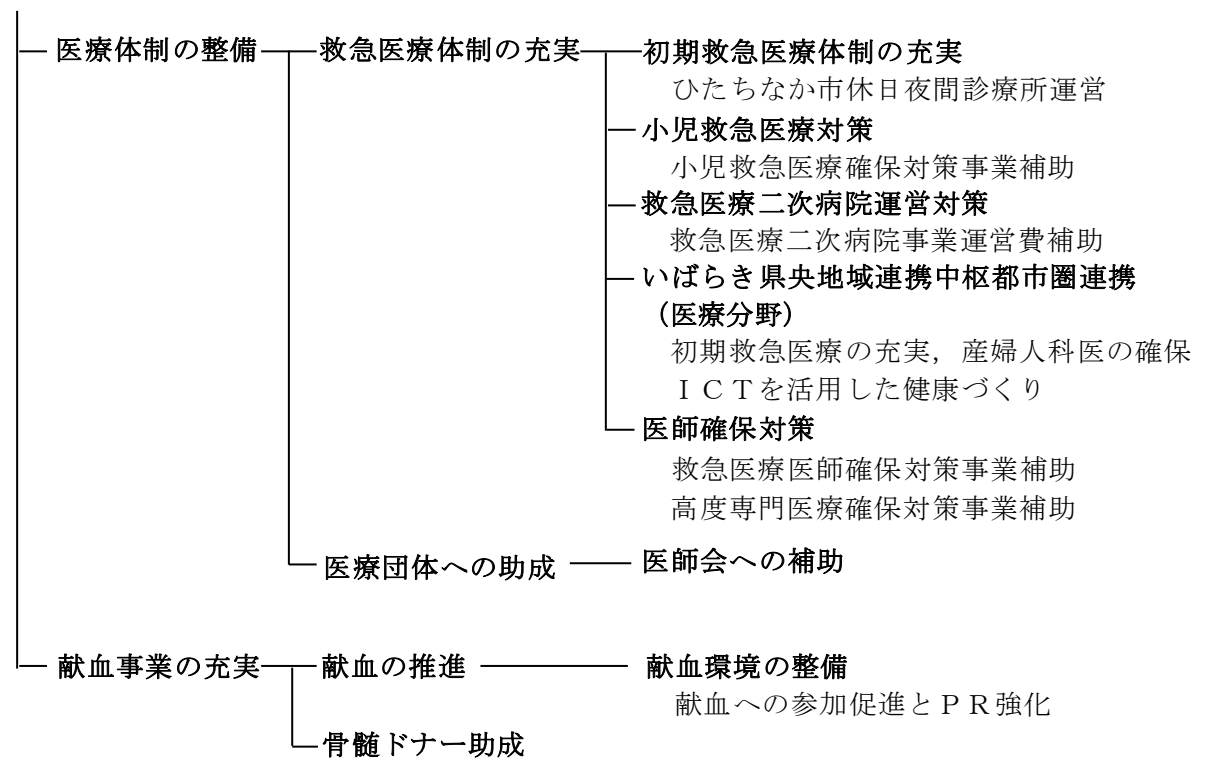 医療体制の整備 救急医療体制の充実 初期救急医療体制の充実
ひたちなか市休日夜間診療所運営
小児救急医療対策
小児救急医療確保対策事業補助
救急医療二次病院運営対策
救急医療二次病院事業運営費補助
いばらき県央地域連携中枢都市圏連携
（医療分野）
初期救急医療の充実，産婦人科医の確保
ＩＣＴを活用した健康づくり
医師確保対策
救急医療医師確保対策事業補助
高度専門医療確保対策事業補助
医療団体への助成 医師会への補助
献血事業の充実 献血の推進 献血環境の整備
献血への参加促進とＰＲ強化
骨髄ドナー助成